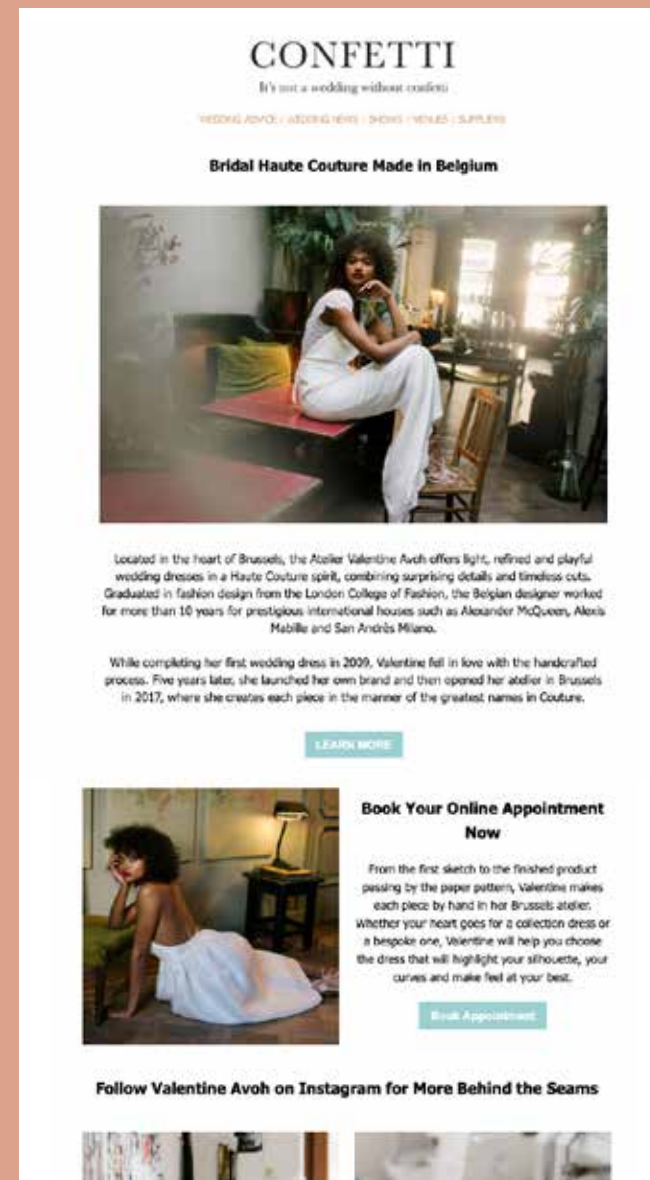 CONFETTI
It's not a wedding without confetti
WEDDING ADVICE / WEDDING NEWS / SHOWS / VENUES / SUPPLIERS
Bridal Haute Couture Made in Belgium
Located in the heart of Brussels, the Atelier Valentine Avoh offers light, refined and playful
wedding dresses in a Haute Couture spirit, combining surprising details and timeless cuts.
Graduated in fashion design from the London College of Fashion, the Belgian designer worked
for more than 10 years for prestigious international houses such as Alexander McQueen, Alexis
Mabille and San Andrès Milano.
While completing her first wedding dress in 2009, Valentine fell in love with the handcrafted
process. Five years later, she launched her own brand and then opened her atelier in Brussels
in 2017, where she creates each piece in the manner of the greatest names in Couture.
LEARN MORE
Book Your Online Appointment
Now
From the first sketch to the finished product
passing by the paper pattern, Valentine makes
each piece by hand in her Brussels atelier.
Whether your heart goes for a collection dress or
a bespoke one, Valentine will help you choose
the dress that will highlight your silhouette, your
curves and make feel at your best.
Book Appointment
Follow Valentine Avoh on Instagram for More Behind the Seams